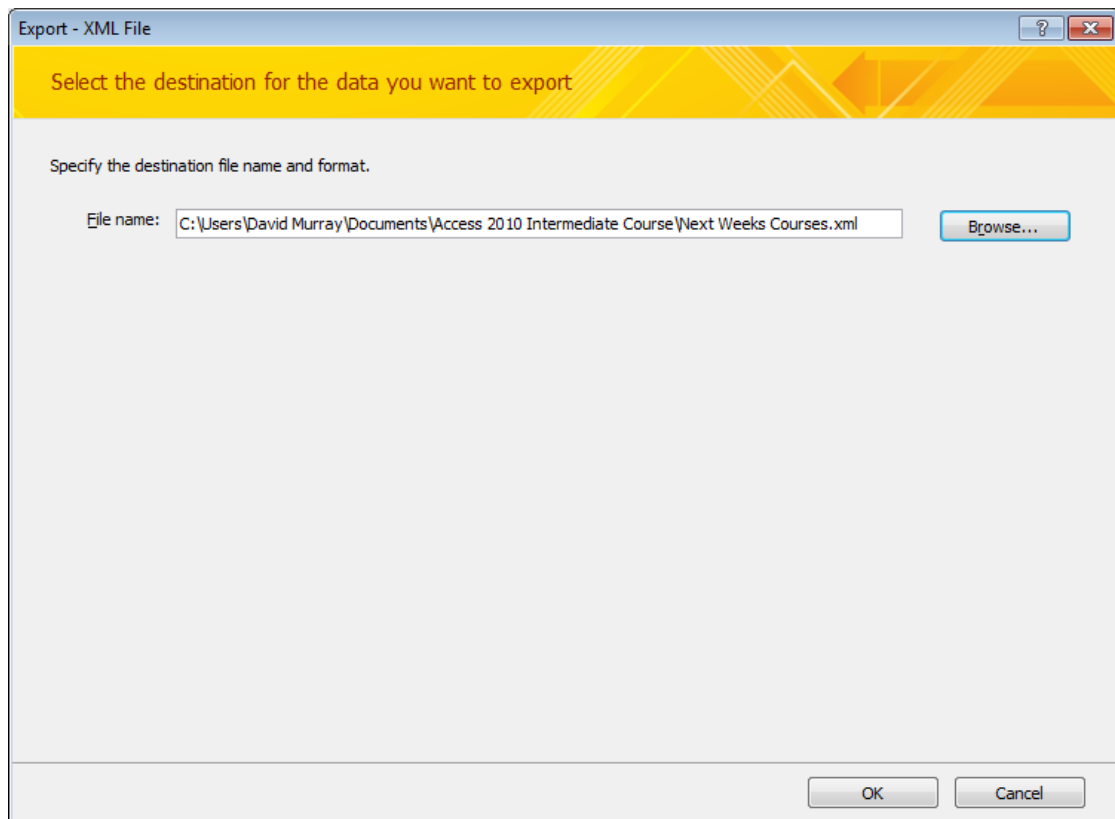 Export - XML File
Select the destination for the data you want to export
Specify the destination file name and format.
File name: C:\Users\David Murray\Documents\Access 2010 Intermediate Course\Next Weeks Courses.xml Browse...
OK Cancel